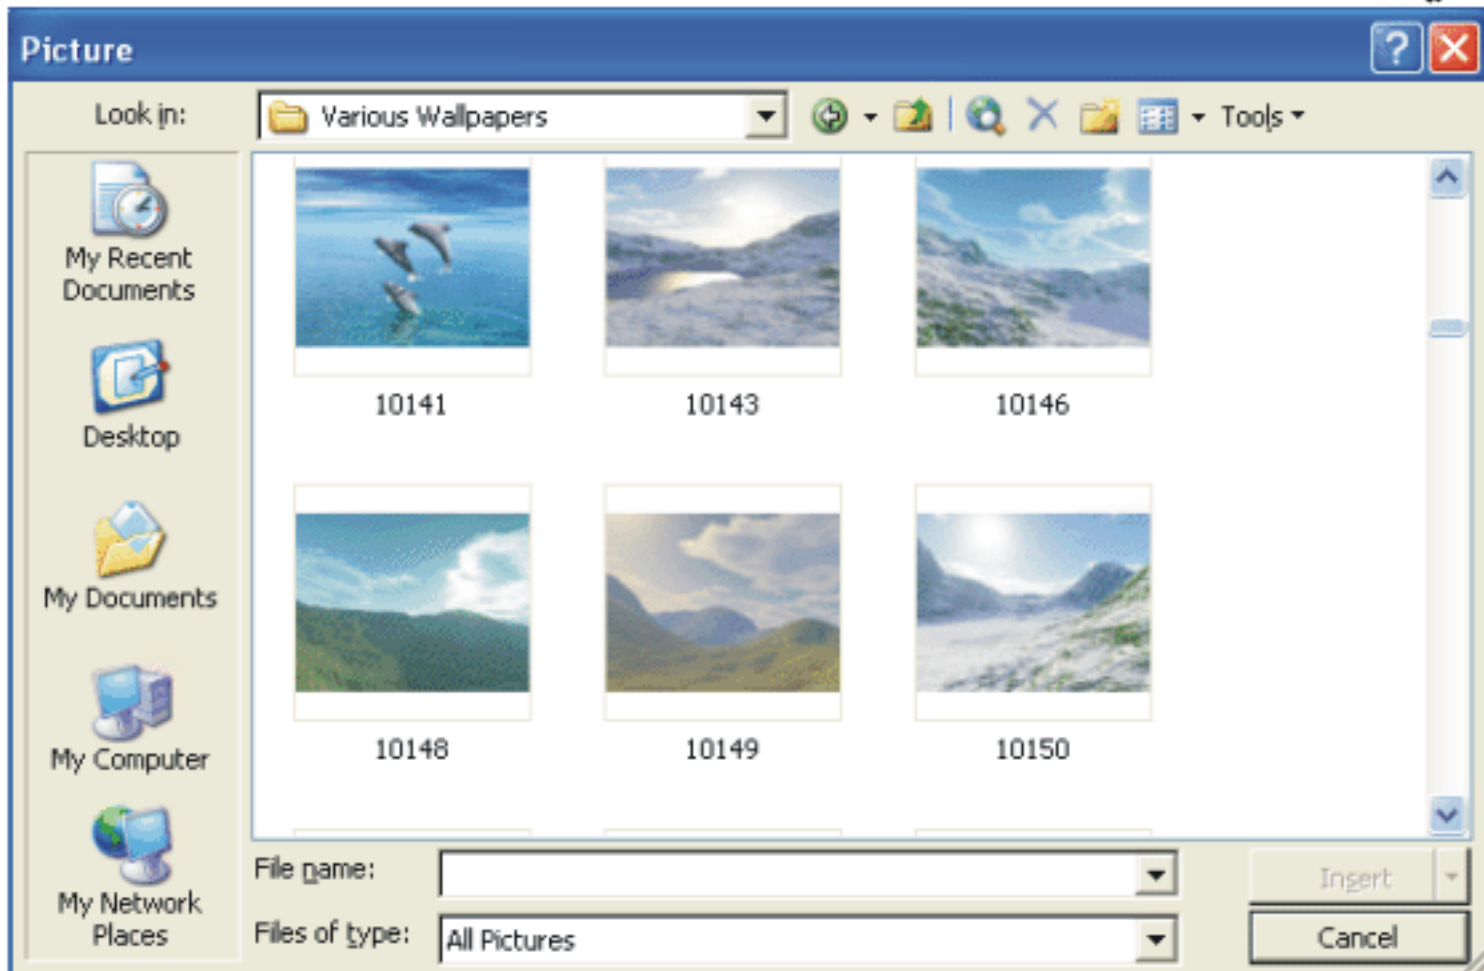 Picture
Look in:
Various Wallpapers
Tools
My Recent
Documents
Desktop
My Documents
My Computer
My Network
Places
10141
10143
10146
10148
10149
10150
File name:
Insert
Files of type:
All Pictures
Cancel